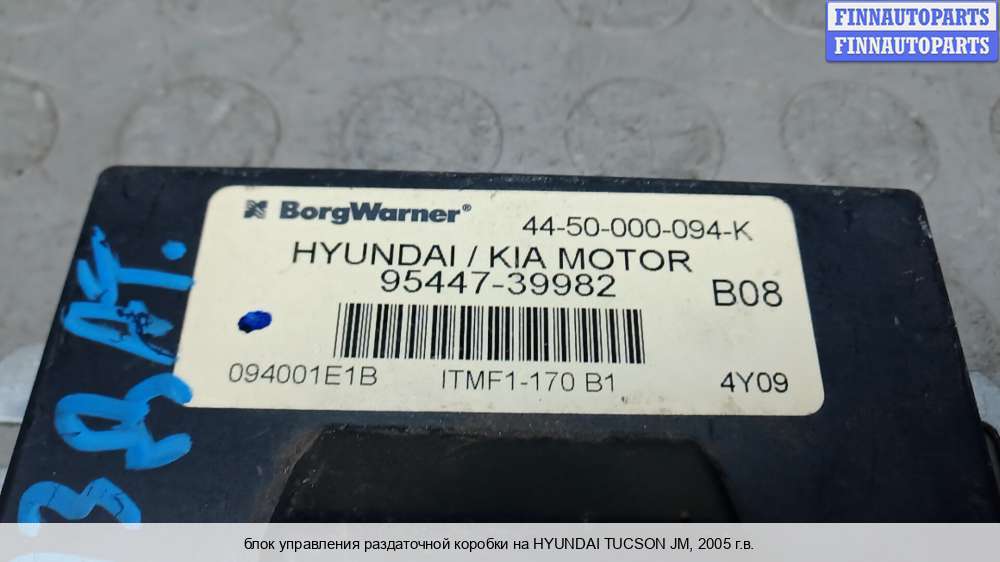 FINNAUTOPARTS
FINNAUTOPARTS
BorgWarner®
44-50-000-094-K
HYUNDAI / KIA MOTOR
95447-39982
B08
094001E1B
ITMF1-170 B1
4Y09
блок управления раздаточной коробки на HYUNDAI TUCSON JM, 2005 г.в.